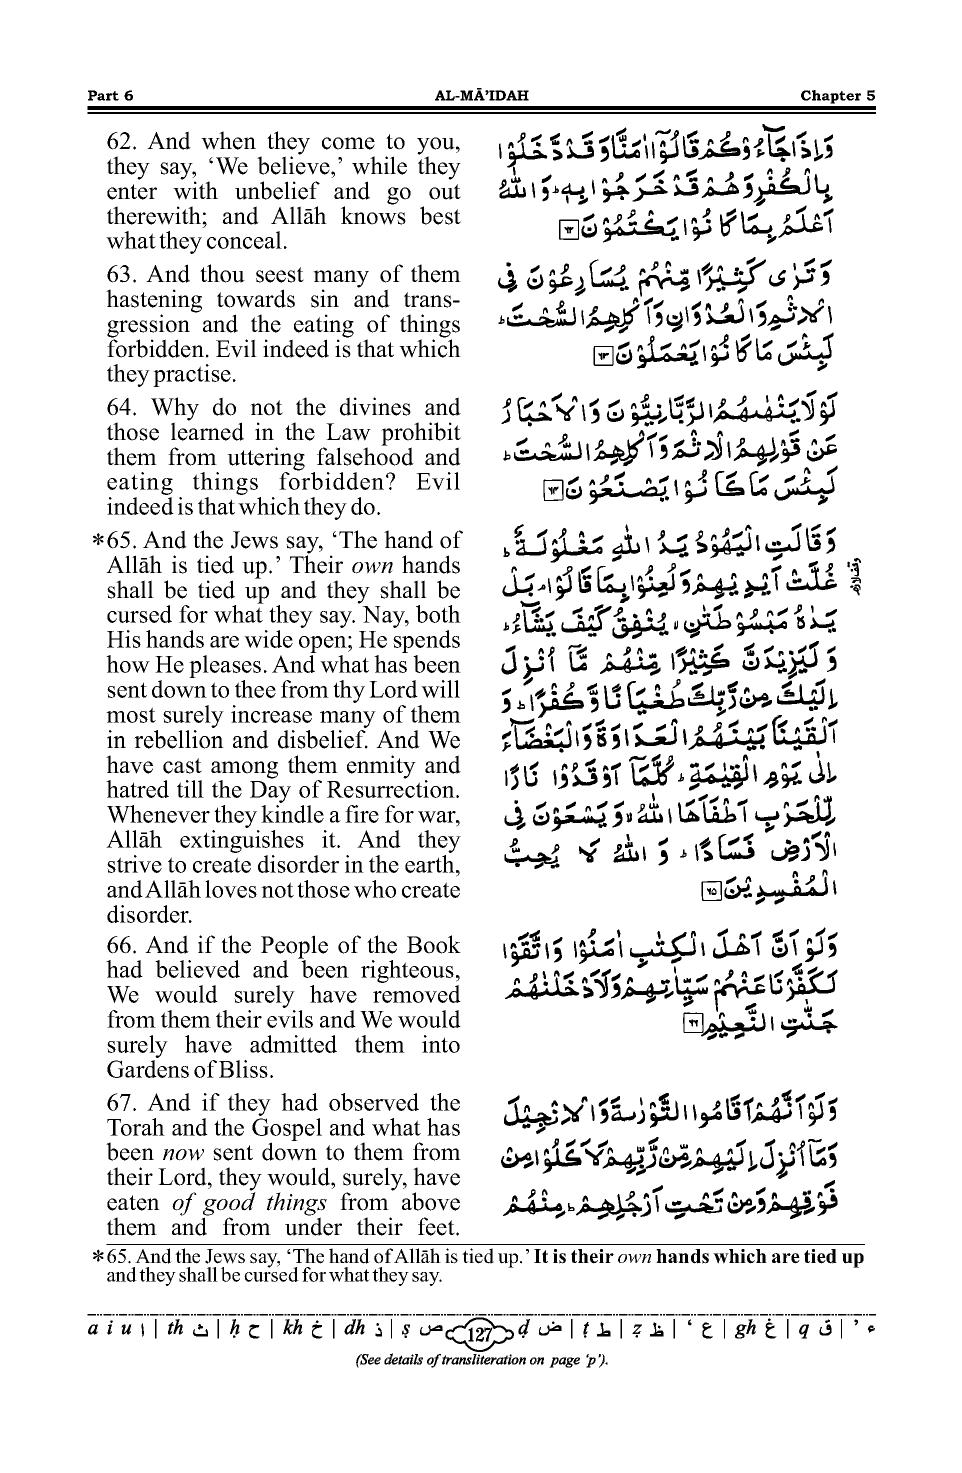 Part 6 AL-MĀ’IDAH Chapter 5
62. And when they come to you,
they say, ‘We believe,’ while they
enter with unbelief and go out
therewith; and Allāh knows best
what they conceal.
وَاِذَا جَآءُوْكُمْ قَالُوْۤا اٰمَنَّا وَقَدْ دَّخَلُوْا
بِالْكُفْرِ وَهُمْ قَدْ خَرَجُوْا بِهٖ ؕ وَاللّٰهُ
اَعْلَمُ بِمَا كَانُوْا يَكْتُمُوْنَ ۶۲
63. And thou seest many of them
hastening towards sin and trans-
gression and the eating of things
forbidden. Evil indeed is that which
they practise.
وَتَرٰى كَثِيْرًا مِّنْهُمْ يُسَارِعُوْنَ فِى
الْاِثْمِ وَالْعُدْوَانِ وَاَكْلِهِمُ السُّحْتَ ؕ
لَبِئْسَ مَا كَانُوْا يَعْمَلُوْنَ ۶۳
64. Why do not the divines and
those learned in the Law prohibit
them from uttering falsehood and
eating things forbidden? Evil
indeed is that which they do.
لَوْلَا يَنْهٰىهُمُ الرَّبَّانِيُّوْنَ وَالْاَحْبَارُ
عَنْ قَوْلِهِمُ الْاِثْمَ وَاَكْلِهِمُ السُّحْتَ ؕ
لَبِئْسَ مَا كَانُوْا يَصْنَعُوْنَ ۶۴
*65. And the Jews say, ‘The hand of
Allāh is tied up.’ Their own hands
shall be tied up and they shall be
cursed for what they say. Nay, both
His hands are wide open; He spends
how He pleases. And what has been
sent down to thee from thy Lord will
most surely increase many of them
in rebellion and disbelief. And We
have cast among them enmity and
hatred till the Day of Resurrection.
Whenever they kindle a fire for war,
Allāh extinguishes it. And they
strive to create disorder in the earth,
and Allāh loves not those who create
disorder.
وَقَالَتِ الْيَهُوْدُ يَدُ اللّٰهِ مَغْلُوْلَةٌ ؕ
غُلَّتْ اَيْدِيْهِمْ وَلُعِنُوْا بِمَا قَالُوْا ۘ بَلْ
يَدٰهُ مَبْسُوْطَتٰنِ ۙ يُنْفِقُ كَيْفَ يَشَآءُ ؕ
وَلَيَزِيْدَنَّ كَثِيْرًا مِّنْهُمْ مَّاۤ اُنْزِلَ
اِلَيْكَ مِنْ رَّبِّكَ طُغْيَانًا وَّكُفْرًا ؕ وَ
اَلْقَيْنَا بَيْنَهُمُ الْعَدَاوَةَ وَالْبَغْضَآءَ
اِلٰى يَوْمِ الْقِيٰمَةِ ؕ كُلَّمَاۤ اَوْقَدُوْا نَارًا
لِّلْحَرْبِ اَطْفَاَهَا اللّٰهُ ۙ وَيَسْعَوْنَ فِى
الْاَرْضِ فَسَادًا ؕ وَاللّٰهُ لَا يُحِبُّ
الْمُفْسِدِيْنَ ۶۵
66. And if the People of the Book
had believed and been righteous,
We would surely have removed
from them their evils and We would
surely have admitted them into
Gardens of Bliss.
وَلَوْ اَنَّ اَهْلَ الْكِتٰبِ اٰمَنُوْا وَاتَّقَوْا
لَكَفَّرْنَا عَنْهُمْ سَيِّاٰتِهِمْ وَلَاَدْخَلْنٰهُمْ
جَنّٰتِ النَّعِيْمِ ۶۶
67. And if they had observed the
Torah and the Gospel and what has
been now sent down to them from
their Lord, they would, surely, have
eaten of good things from above
them and from under their feet.
وَلَوْ اَنَّهُمْ اَقَامُوا التَّوْرٰىةَ وَالْاِنْجِيْلَ
وَمَاۤ اُنْزِلَ اِلَيْهِمْ مِّنْ رَّبِّهِمْ لَاَكَلُوْا مِنْ
فَوْقِهِمْ وَمِنْ تَحْتِ اَرْجُلِهِمْ ؕ مِنْهُمْ
*65. And the Jews say, ‘The hand of Allāh is tied up.’ It is their own hands which are tied up
and they shall be cursed for what they say.
a i u ا | th ث | ḥ ح | kh خ | dh ذ | ṣ ص 127 ḍ ض | ṭ ط | ẓ ظ | ‘ ع | gh غ | q ق | ’ ء
(See details of transliteration on page ‘p’).